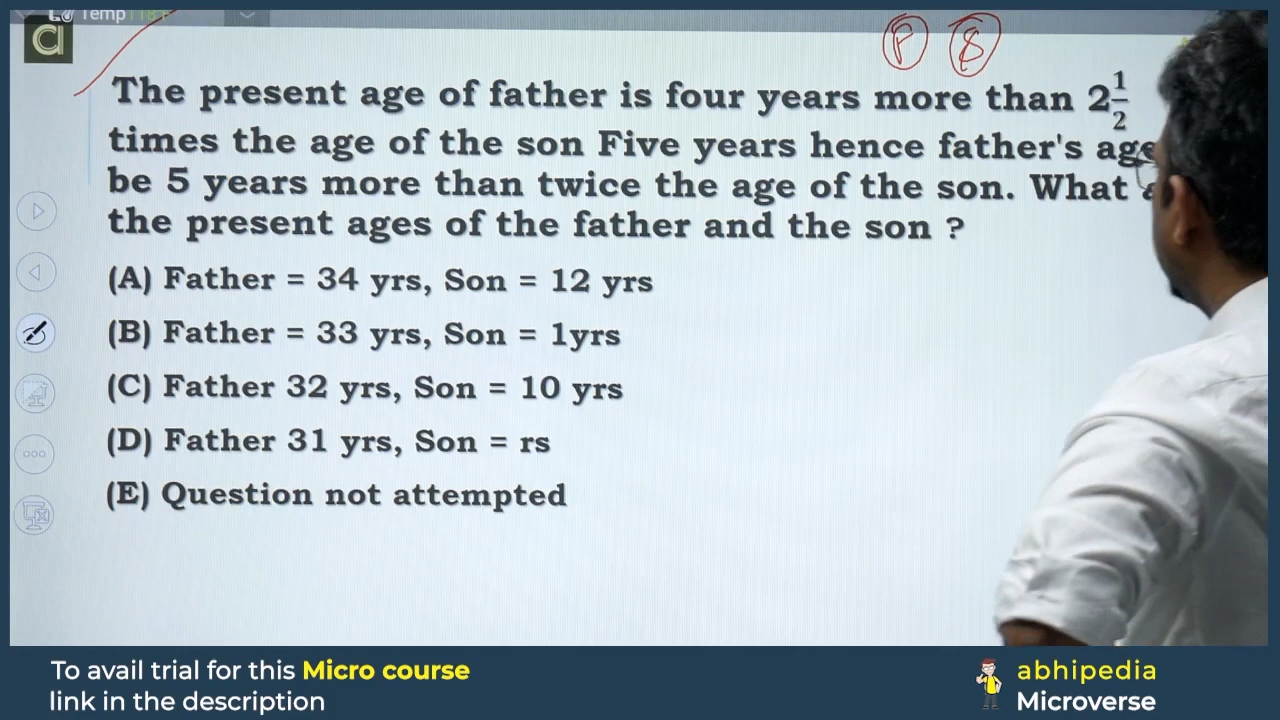 Temp 118 F
P S
The present age of father is four years more than 2 1/2
times the age of the son Five years hence father's age
be 5 years more than twice the age of the son. What
the present ages of the father and the son ?
(A) Father = 34 yrs, Son = 12 yrs
(B) Father = 33 yrs, Son = 1yrs
(C) Father 32 yrs, Son = 10 yrs
(D) Father 31 yrs, Son = rs
(E) Question not attempted
To avail trial for this Micro course
link in the description
abhipedia
Microverse